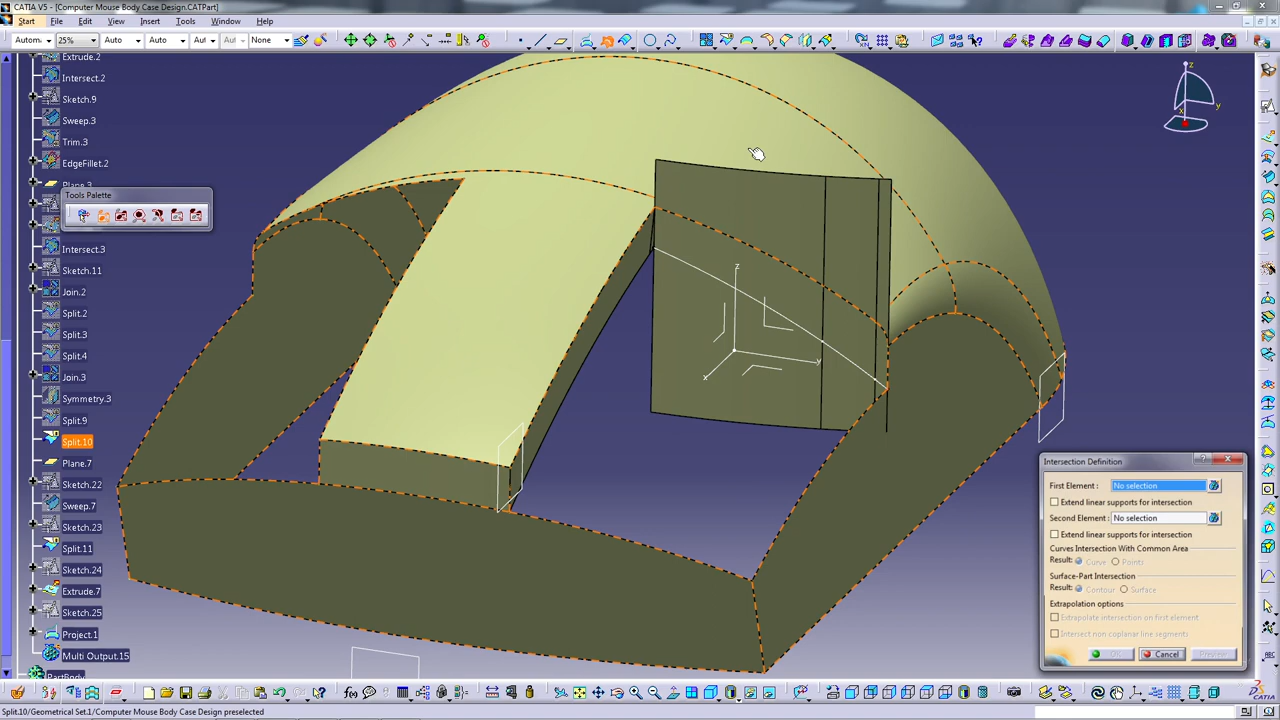 CATIA V5 - [Computer Mouse Body Case Design.CATPart]
Start File Edit View Insert Tools Window Help
Autom 25% Auto Auto Aut Aut None
Extrude.2
Intersect.2
Sketch.9
Sweep.3
Trim.3
EdgeFillet.2
Plane.3
Tools Palette
Intersect.3
Sketch.11
Join.2
Split.2
Split.3
Split.4
Join.3
Symmetry.3
Split.9
Split.10
Plane.7
Sketch.22
Sweep.7
Sketch.23
Split.11
Sketch.24
Extrude.7
Sketch.25
Project.1
Multi Output.15
PartBody
z
y
x
z
y
x
Intersection Definition
First Element : No selection
Extend linear supports for intersection
Second Element : No selection
Extend linear supports for intersection
Curves Intersection With Common Area
Result: Curve Points
Surface-Part Intersection
Result: Contour Surface
Extrapolation options
Extrapolate intersection on first element
Intersect non coplanar line segments
OK Cancel Preview
Split.10/Geometrical Set.1/Computer Mouse Body Case Design preselected